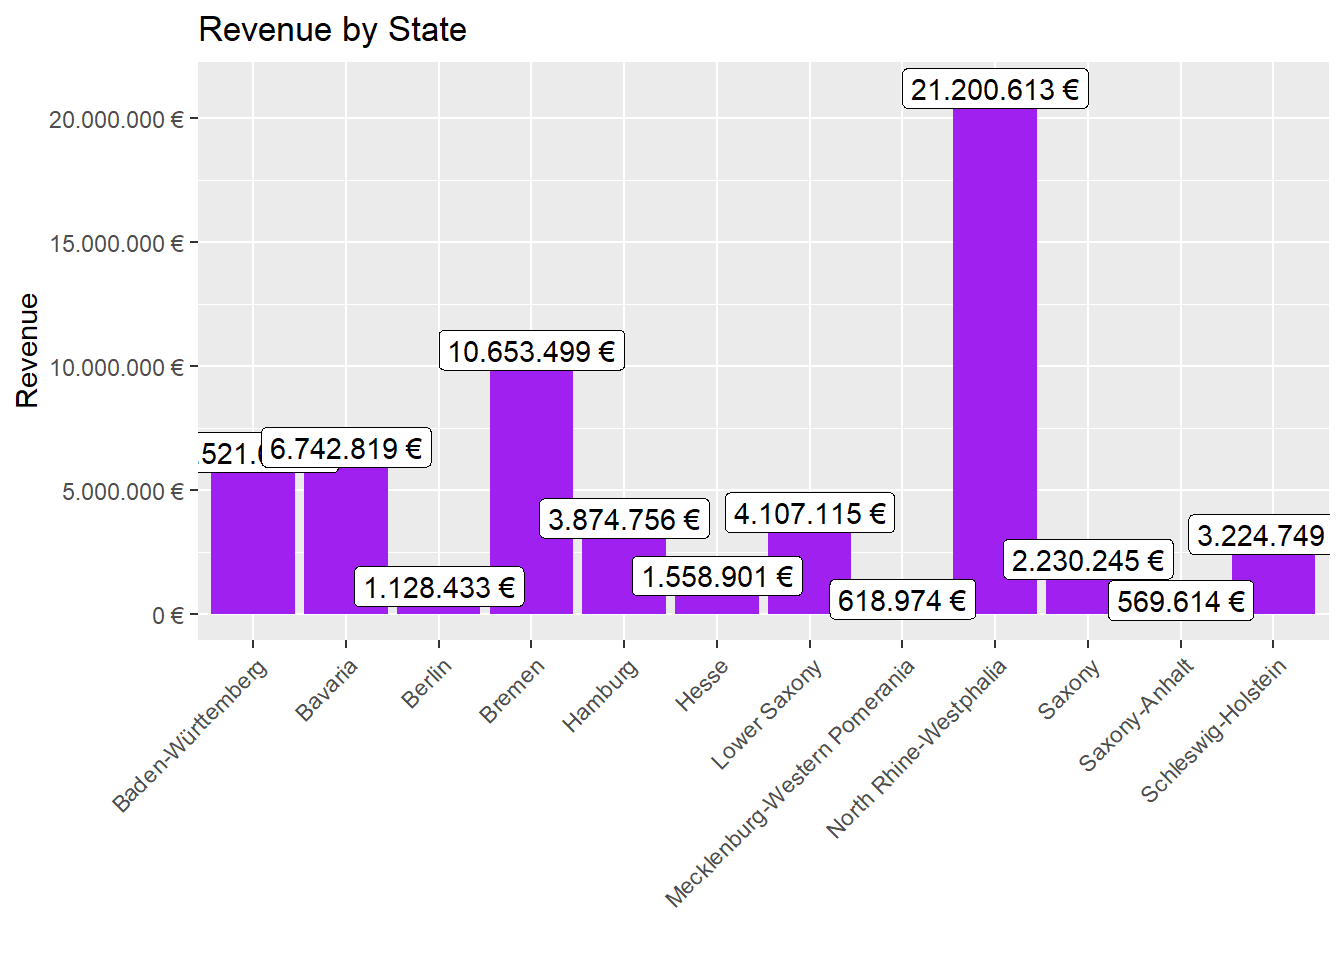 Revenue by State
Revenue
20.000.000 €
15.000.000 €
10.000.000 €
5.000.000 €
0 €
21.200.613 €
10.653.499 €
6.742.819 €
3.874.756 €
4.107.115 €
3.224.749
2.230.245 €
1.558.901 €
1.128.433 €
618.974 €
569.614 €
Baden-Württemberg
Bavaria
Berlin
Bremen
Hamburg
Hesse
Lower Saxony
Mecklenburg-Western Pomerania
North Rhine-Westphalia
Saxony
Saxony-Anhalt
Schleswig-Holstein